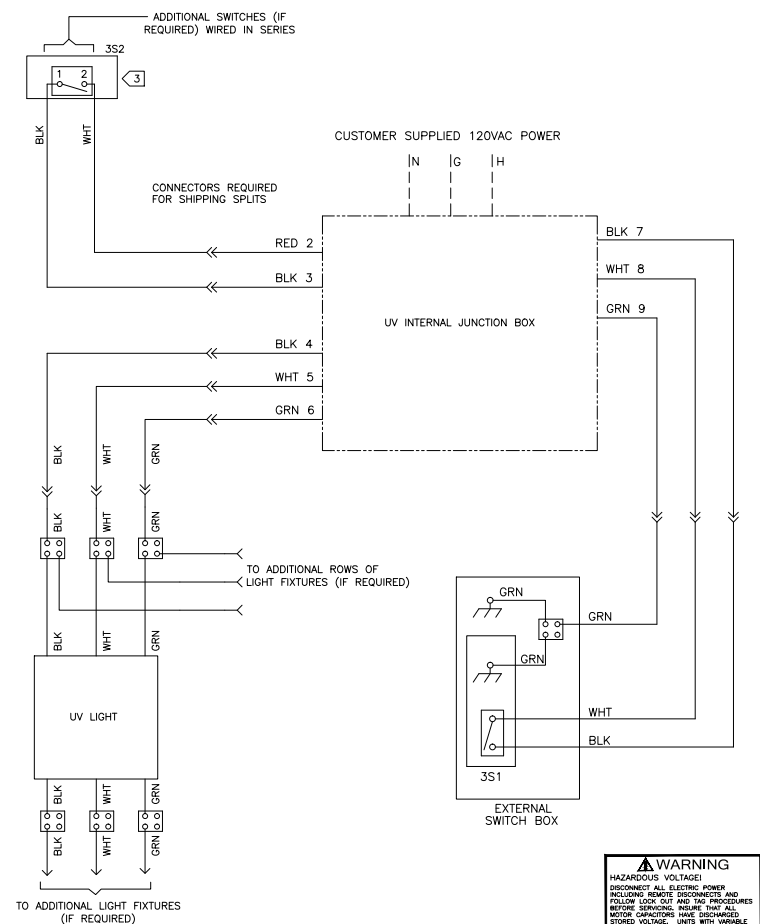 ADDITIONAL SWITCHES (IF
REQUIRED) WIRED IN SERIES
3S2
1 2
3
BLK
WHT
CUSTOMER SUPPLIED 120VAC POWER
N G H
CONNECTORS REQUIRED
FOR SHIPPING SPLITS
RED 2
BLK 3
BLK 4
WHT 5
GRN 6
UV INTERNAL JUNCTION BOX
BLK 7
WHT 8
GRN 9
BLK
WHT
GRN
BLK
WHT
GRN
TO ADDITIONAL ROWS OF
LIGHT FIXTURES (IF REQUIRED)
BLK
WHT
GRN
UV LIGHT
BLK
WHT
GRN
BLK
WHT
GRN
TO ADDITIONAL LIGHT FIXTURES
(IF REQUIRED)
GRN
GRN
GRN
WHT
BLK
3S1
EXTERNAL
SWITCH BOX
WARNING
HAZARDOUS VOLTAGE!
DISCONNECT ALL ELECTRIC POWER
INCLUDING REMOTE DISCONNECTS AND
FOLLOW LOCK OUT AND TAG PROCEDURES
BEFORE SERVICING. INSURE THAT ALL
MOTOR CAPACITORS HAVE DISCHARGED
STORED VOLTAGE. UNITS WITH VARIABLE